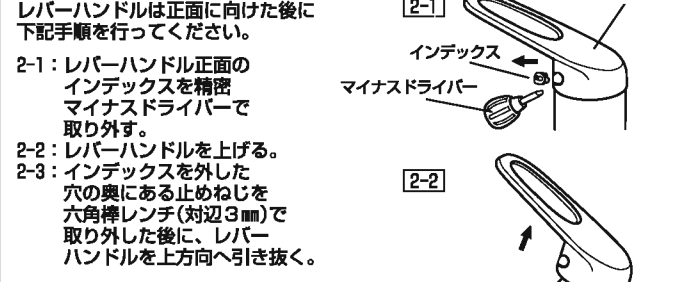 レバーハンドルは正面に向けた後に
下記手順を行ってください。
2-1：レバーハンドル正面の
インデックスを精密
マイナスドライバーで
取り外す。
2-2：レバーハンドルを上げる。
2-3：インデックスを外した
穴の奥にある止めねじを
六角棒レンチ(対辺3㎜)で
取り外した後に、レバー
ハンドルを上方向へ引き抜く。
2-1
インデックス
マイナスドライバー
2-2